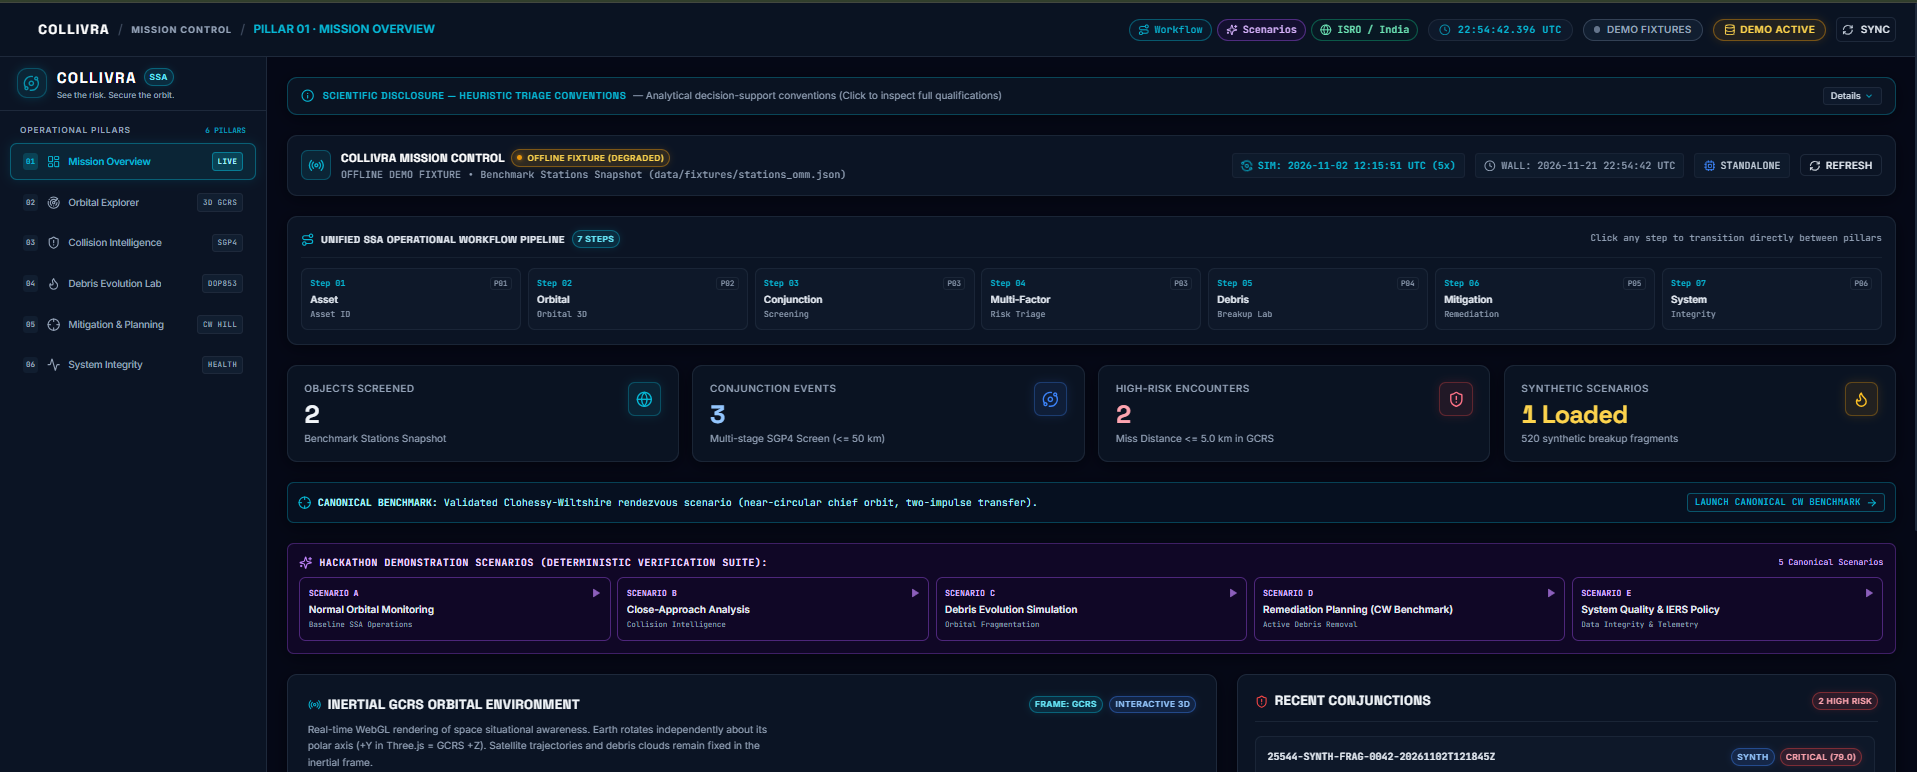 COLLIVRA / MISSION CONTROL / PILLAR 01 · MISSION OVERVIEW
Workflow
Scenarios
ISRO / India
22:54:42.396 UTC
DEMO FIXTURES
DEMO ACTIVE
SYNC
COLLIVRA SSA
See the risk. Secure the orbit.
OPERATIONAL PILLARS
6 PILLARS
01 Mission Overview LIVE
02 Orbital Explorer 3D GCRS
03 Collision Intelligence SGP4
04 Debris Evolution Lab DOP853
05 Mitigation & Planning CW HILL
06 System Integrity HEALTH
SCIENTIFIC DISCLOSURE — HEURISTIC TRIAGE CONVENTIONS — Analytical decision-support conventions (Click to inspect full qualifications)
Details
COLLIVRA MISSION CONTROL
OFFLINE FIXTURE (DEGRADED)
OFFLINE DEMO FIXTURE • Benchmark Stations Snapshot (data/fixtures/stations_omm.json)
SIM: 2026-11-02 12:15:51 UTC (5x)
WALL: 2026-11-21 22:54:42 UTC
STANDALONE
REFRESH
UNIFIED SSA OPERATIONAL WORKFLOW PIPELINE
7 STEPS
Click any step to transition directly between pillars
Step 01 P01
Asset
Asset ID
Step 02 P02
Orbital
Orbital 3D
Step 03 P03
Conjunction
Screening
Step 04 P03
Multi-Factor
Risk Triage
Step 05 P04
Debris
Breakup Lab
Step 06 P05
Mitigation
Remediation
Step 07 P06
System
Integrity
OBJECTS SCREENED
2
Benchmark Stations Snapshot
CONJUNCTION EVENTS
3
Multi-stage SGP4 Screen (<= 50 km)
HIGH-RISK ENCOUNTERS
2
Miss Distance <= 5.0 km in GCRS
SYNTHETIC SCENARIOS
1 Loaded
520 synthetic breakup fragments
CANONICAL BENCHMARK: Validated Clohessy-Wiltshire rendezvous scenario (near-circular chief orbit, two-impulse transfer).
LAUNCH CANONICAL CW BENCHMARK →
HACKATHON DEMONSTRATION SCENARIOS (DETERMINISTIC VERIFICATION SUITE):
5 Canonical Scenarios
SCENARIO A
Normal Orbital Monitoring
Baseline SSA Operations
SCENARIO B
Close-Approach Analysis
Collision Intelligence
SCENARIO C
Debris Evolution Simulation
Orbital Fragmentation
SCENARIO D
Remediation Planning (CW Benchmark)
Active Debris Removal
SCENARIO E
System Quality & IERS Policy
Data Integrity & Telemetry
INERTIAL GCRS ORBITAL ENVIRONMENT
FRAME: GCRS
INTERACTIVE 3D
Real-time WebGL rendering of space situational awareness. Earth rotates independently about its
polar axis (+Y in Three.js = GCRS +Z). Satellite trajectories and debris clouds remain fixed in the
inertial frame.
RECENT CONJUNCTIONS
2 HIGH RISK
25544-SYNTH-FRAG-0042-20261102T121845Z
SYNTH
CRITICAL (79.0)